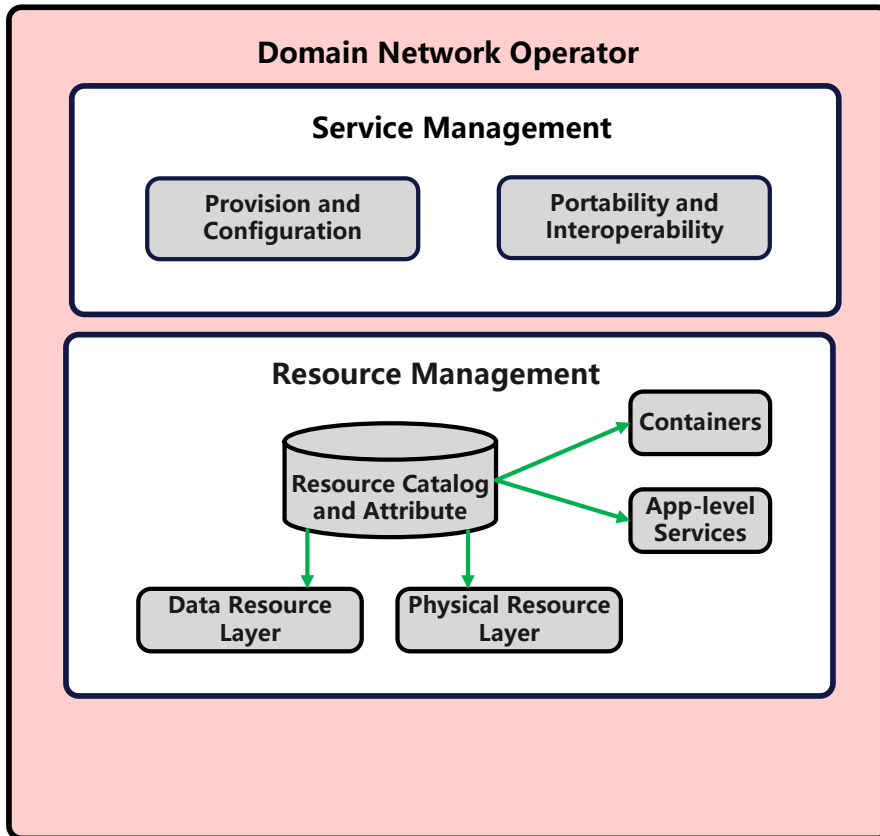 Domain Network Operator
Service Management
Provision and
Configuration
Portability and
Interoperability
Resource Management
Containers
Resource Catalog
and Attribute
App-level
Services
Data Resource
Layer
Physical Resource
Layer